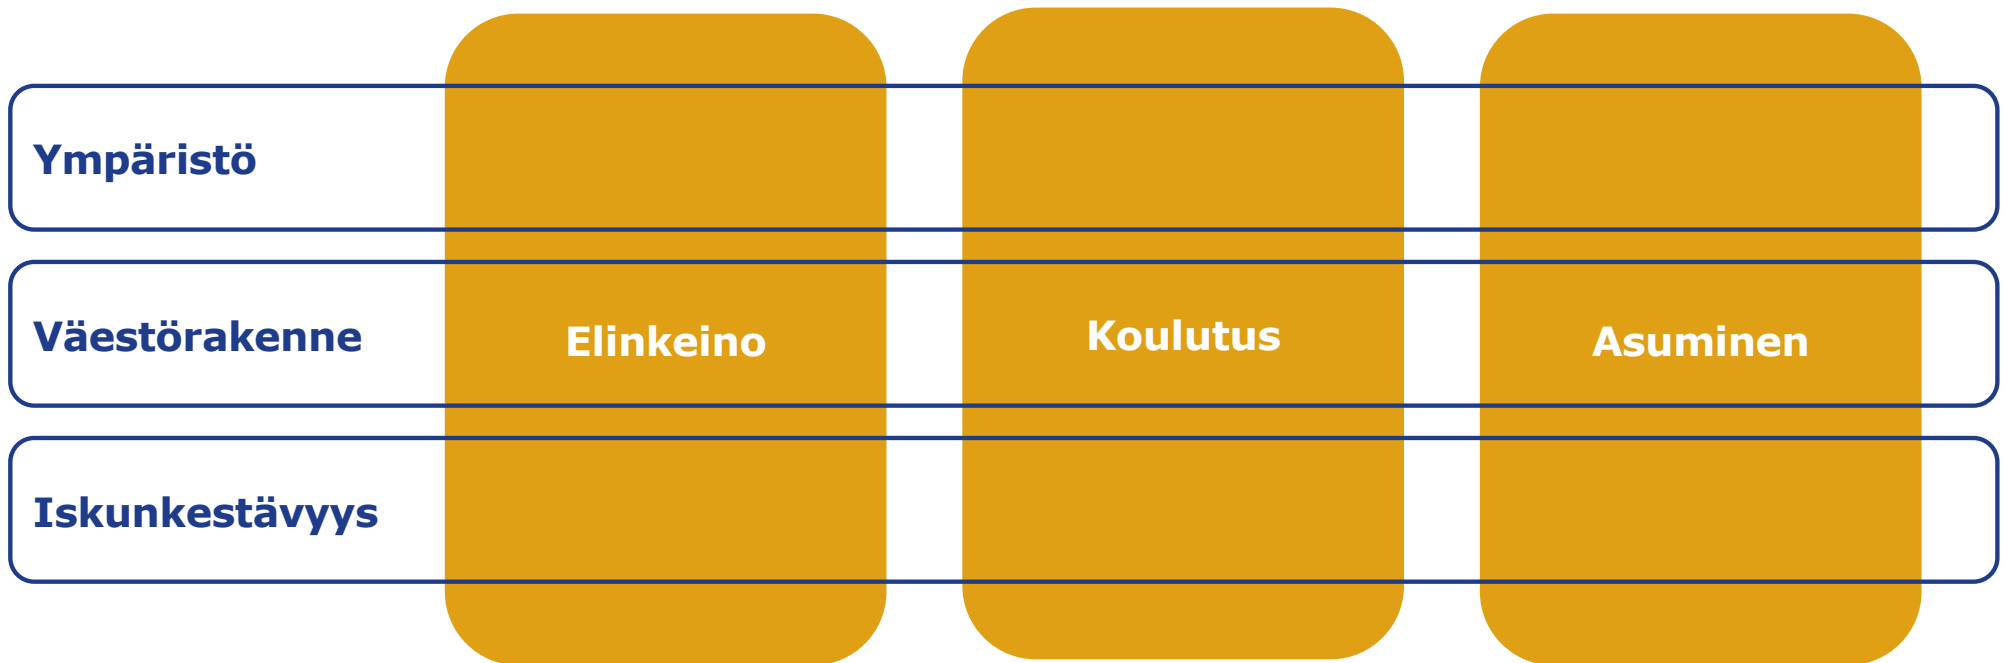 Ympäristö
Väestörakenne
Elinkeino
Koulutus
Asuminen
Iskunkestävyys